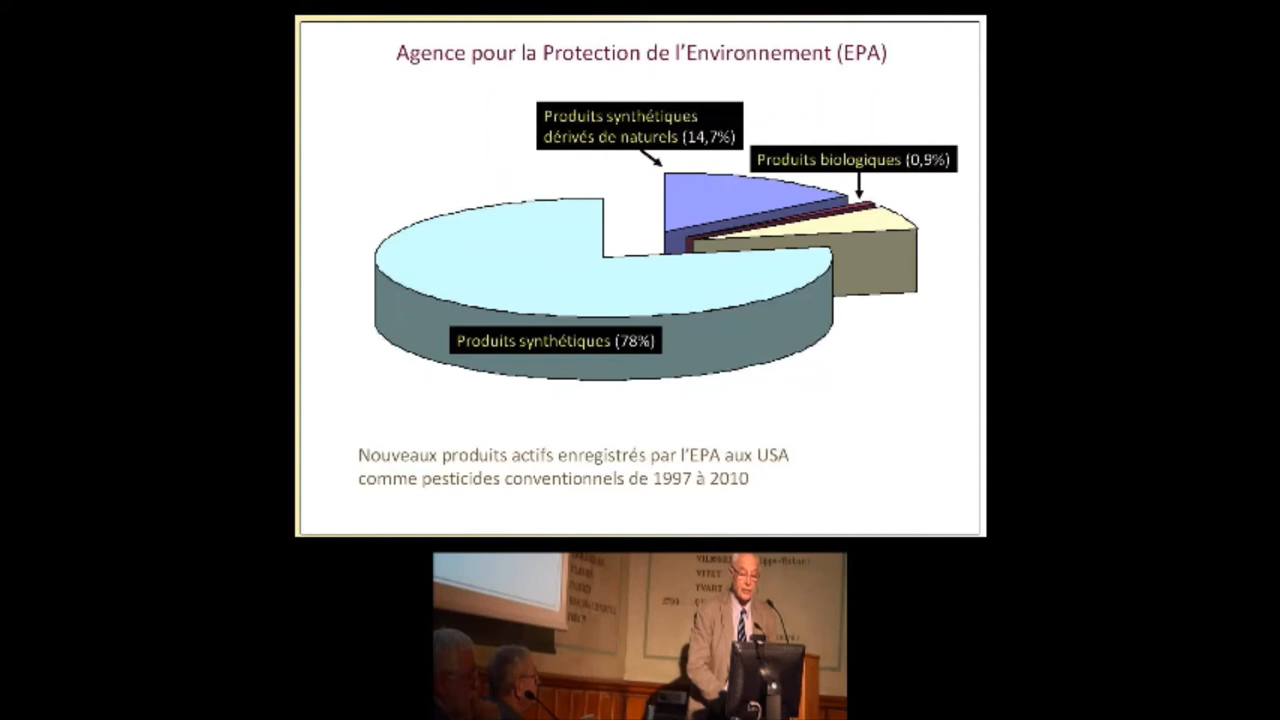 Agence pour la Protection de l'Environnement (EPA)
Produits synthétiques
dérivés de naturels (14,7%)
Produits biologiques (0,9%)
Produits synthétiques (78%)
Nouveaux produits actifs enregistrés par l'EPA aux USA
comme pesticides conventionnels de 1997 à 2010
VITET